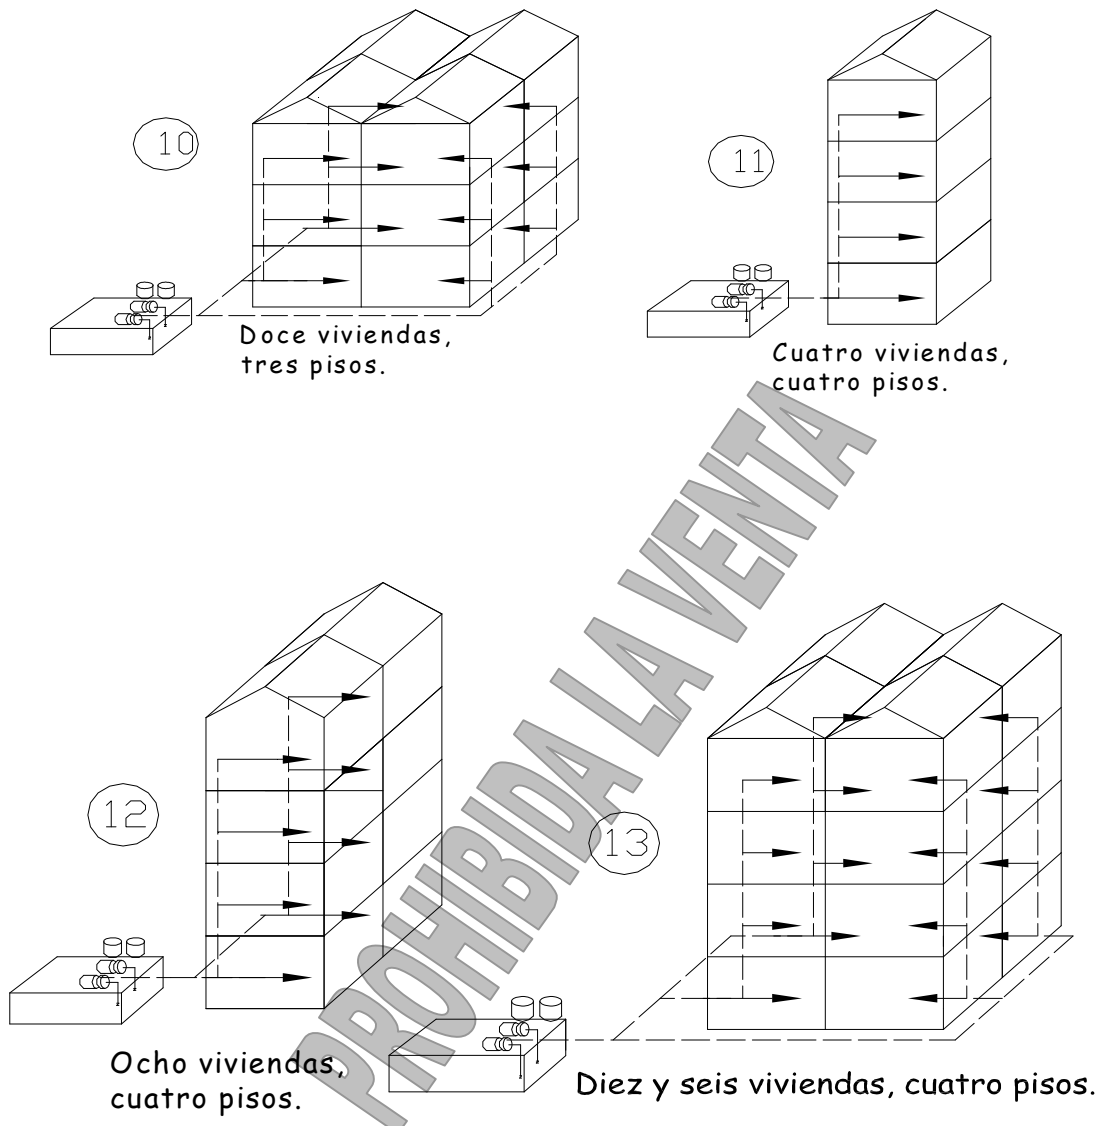 10
11
Doce viviendas,
tres pisos.
Cuatro viviendas,
cuatro pisos.
PROHIBIDA LA VENTA
12
13
Ocho viviendas,
cuatro pisos.
Diez y seis viviendas, cuatro pisos.